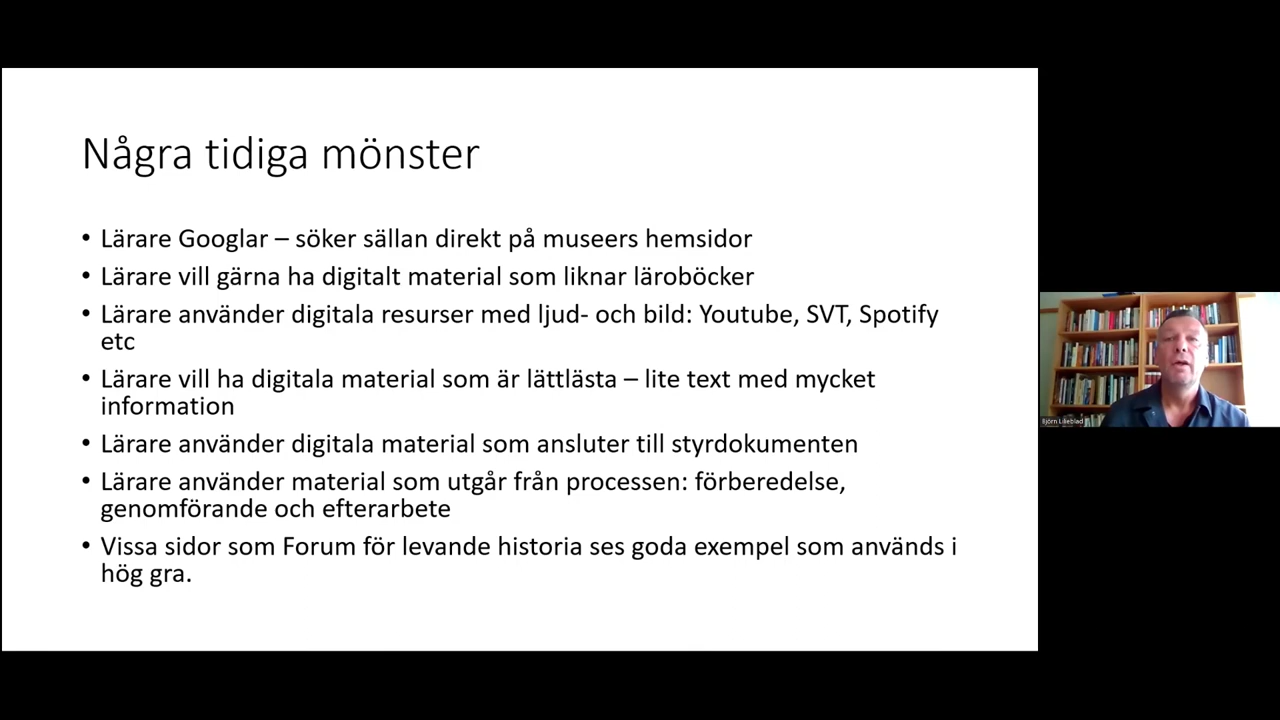 Några tidiga mönster
• Lärare Googlar – söker sällan direkt på museers hemsidor
• Lärare vill gärna ha digitalt material som liknar läroböcker
• Lärare använder digitala resurser med ljud- och bild: Youtube, SVT, Spotify
etc
• Lärare vill ha digitala material som är lättlästa – lite text med mycket
information
• Lärare använder digitala material som ansluter till styrdokumenten
• Lärare använder material som utgår från processen: förberedelse,
genomförande och efterarbete
• Vissa sidor som Forum för levande historia ses goda exempel som används i
hög gra.
Björn Lilieblad